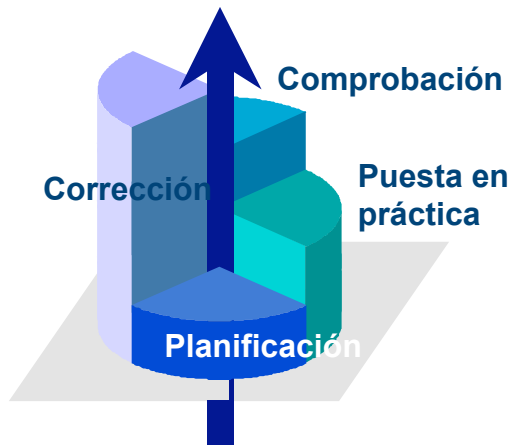 Comprobación
Corrección
Puesta en
práctica
Planificación